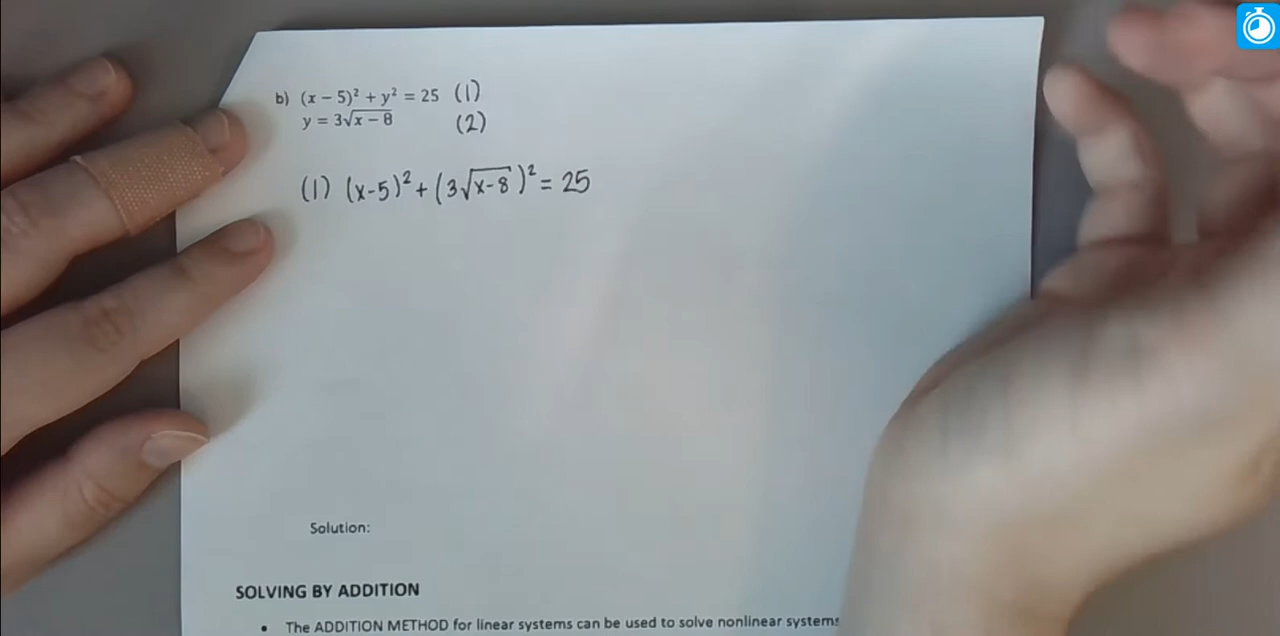 b) (x – 5)² + y² = 25 (1)
y = 3√x – 8 (2)
(1) (x-5)² + (3√x-8)² = 25
Solution:
SOLVING BY ADDITION
• The ADDITION METHOD for linear systems can be used to solve nonlinear systems